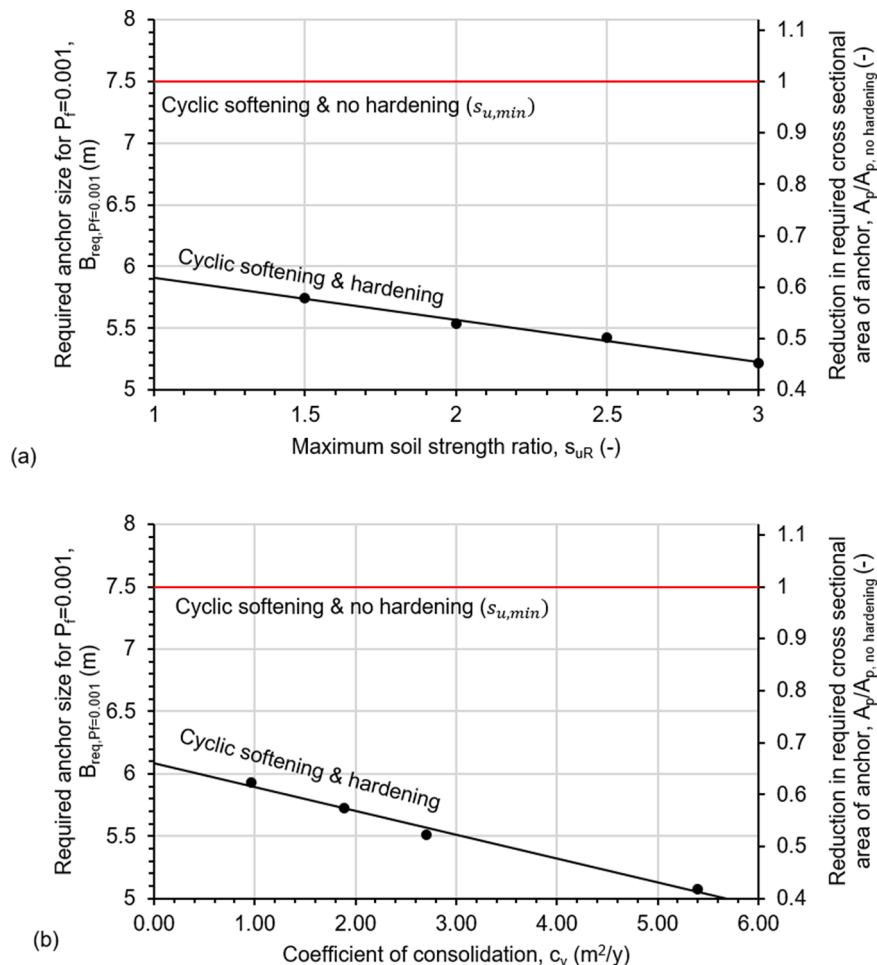 8
7.5
7
6.5
6
5.5
5
Required anchor size for P_f=0.001,
B_req,Pf=0.001 (m)
Cyclic softening & no hardening (s_u,min)
Cyclic softening & hardening
1.1
1
0.9
0.8
0.7
0.6
0.5
0.4
Reduction in required cross sectional
area of anchor, A_p/A_p, no hardening (-)
1 1.5 2 2.5 3
Maximum soil strength ratio, s_uR (-)
(a)
8
7.5
7
6.5
6
5.5
5
Required anchor size for P_f=0.001,
B_req,Pf=0.001 (m)
Cyclic softening & no hardening (s_u,min)
Cyclic softening & hardening
1.1
1
0.9
0.8
0.7
0.6
0.5
0.4
Reduction in required cross sectional
area of anchor, A_p/A_p, no hardening (-)
0.00 1.00 2.00 3.00 4.00 5.00 6.00
Coefficient of consolidation, c_v (m²/y)
(b)